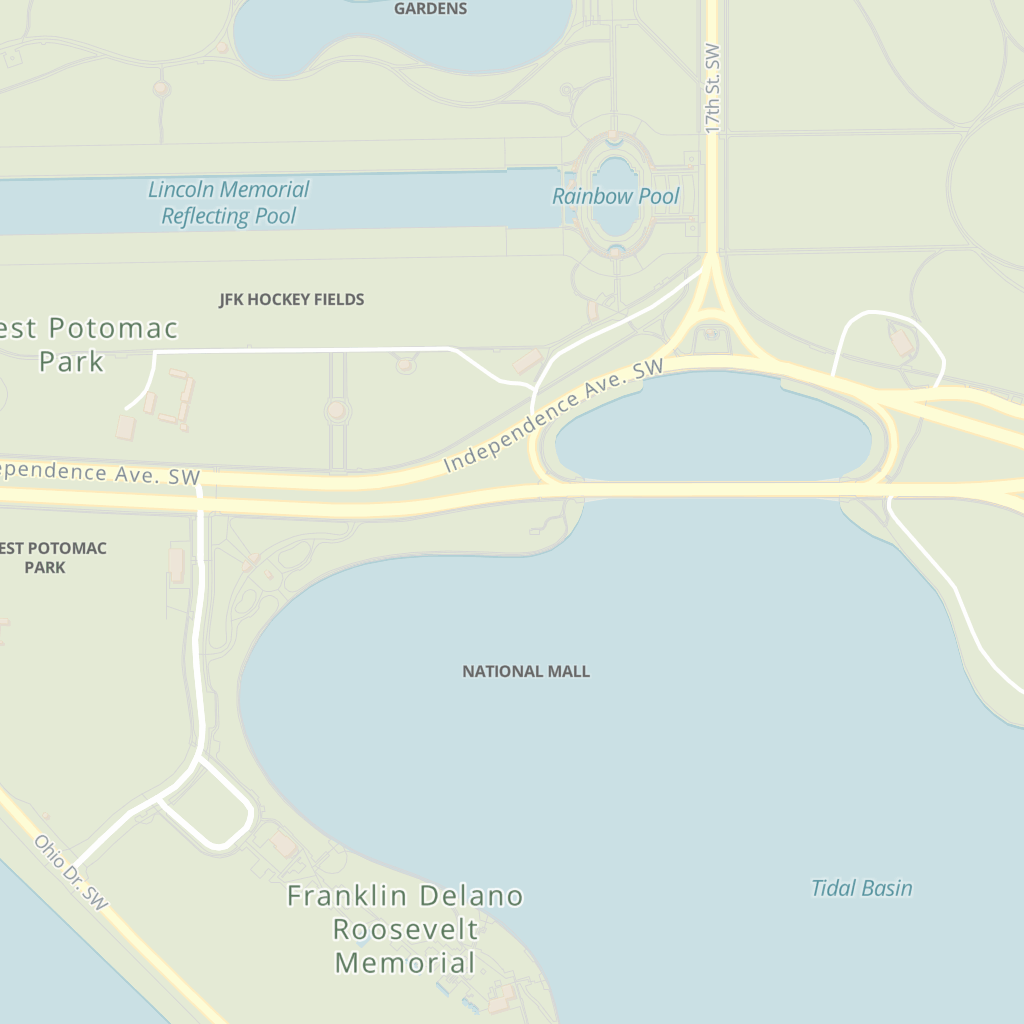 GARDENS
17th St. SW
Lincoln Memorial
Reflecting Pool
Rainbow Pool
JFK HOCKEY FIELDS
est Potomac
Park
Independence Ave. SW
ependence Ave. SW
EST POTOMAC
PARK
NATIONAL MALL
Ohio Dr. SW
Tidal Basin
Franklin Delano
Roosevelt
Memorial